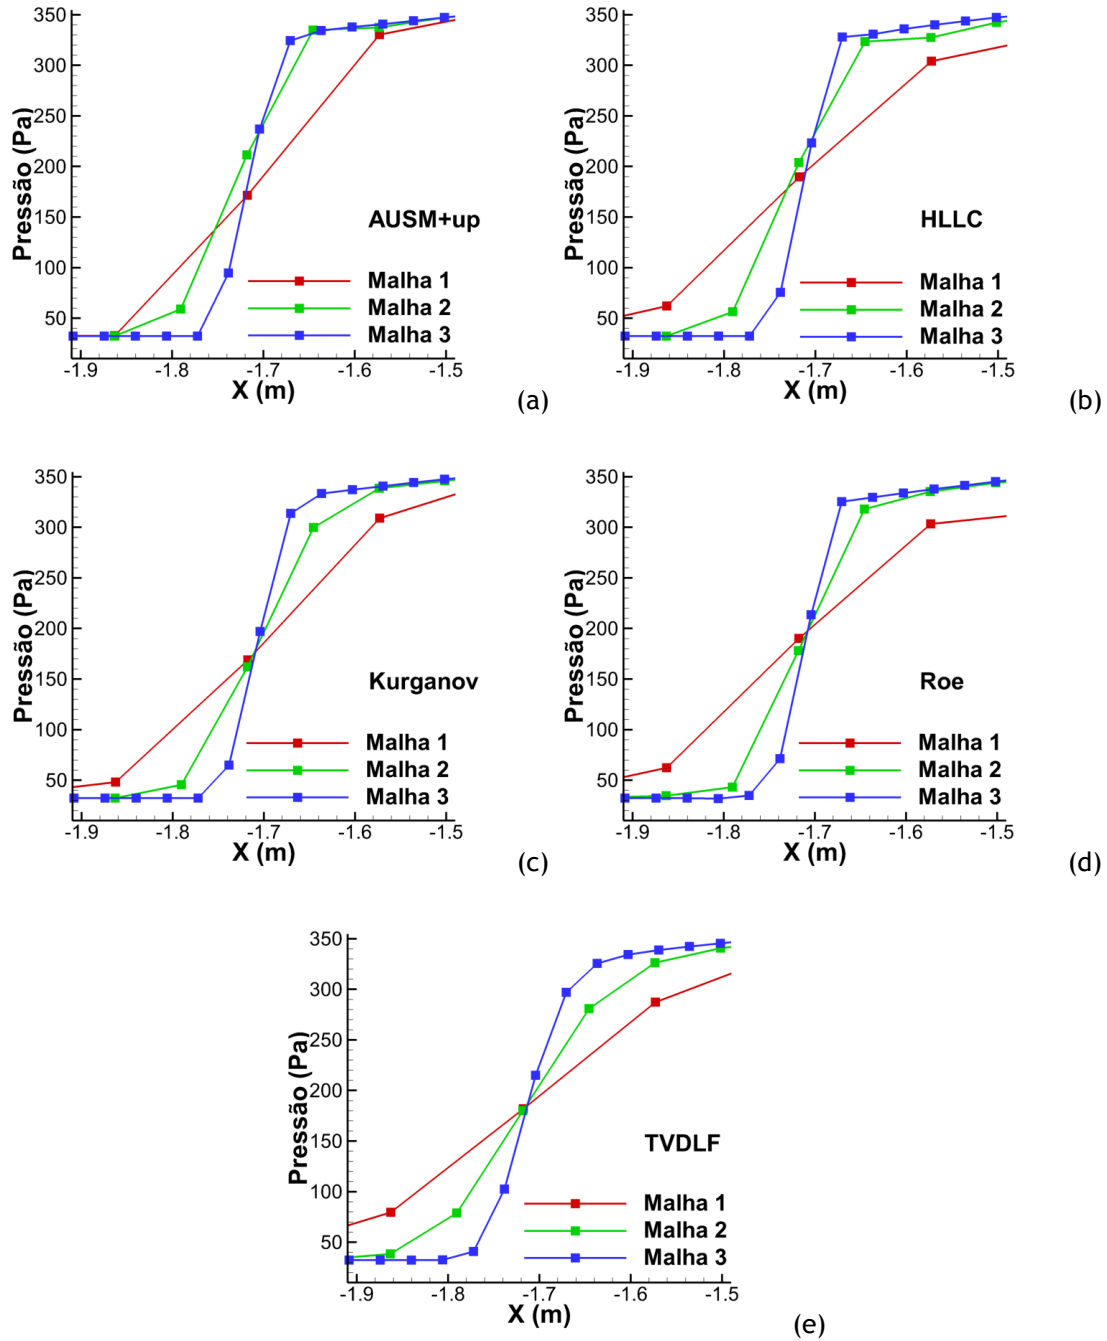 350
300
250
200
150
100
50
Pressão (Pa)
AUSM+up
Malha 1
Malha 2
Malha 3
-1.9 -1.8 -1.7 -1.6 -1.5
X (m)
(a)
350
300
250
200
150
100
50
Pressão (Pa)
HLLC
Malha 1
Malha 2
Malha 3
-1.9 -1.8 -1.7 -1.6 -1.5
X (m)
(b)
350
300
250
200
150
100
50
Pressão (Pa)
Kurganov
Malha 1
Malha 2
Malha 3
-1.9 -1.8 -1.7 -1.6 -1.5
X (m)
(c)
350
300
250
200
150
100
50
Pressão (Pa)
Roe
Malha 1
Malha 2
Malha 3
-1.9 -1.8 -1.7 -1.6 -1.5
X (m)
(d)
350
300
250
200
150
100
50
Pressão (Pa)
TVDLF
Malha 1
Malha 2
Malha 3
-1.9 -1.8 -1.7 -1.6 -1.5
X (m)
(e)